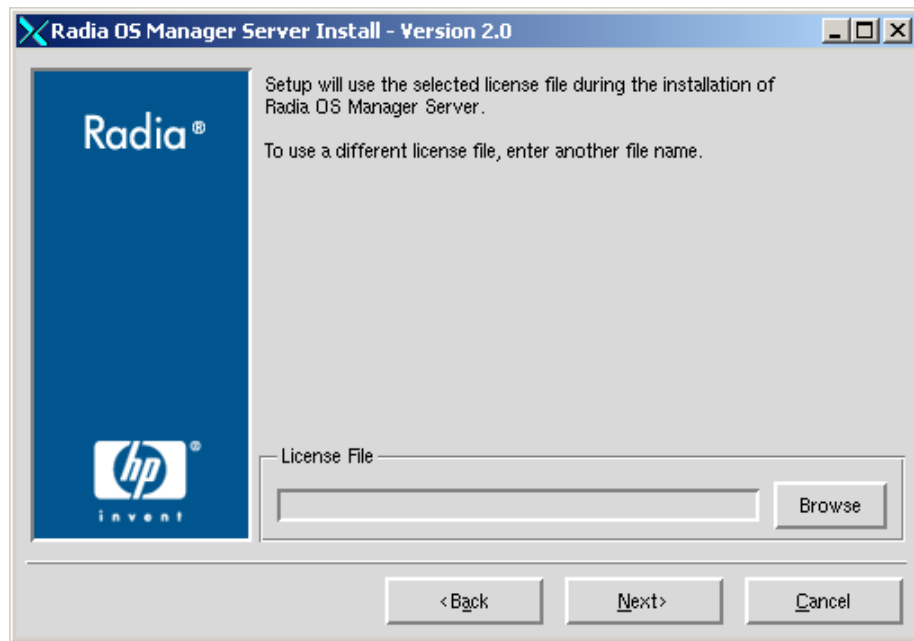 Radia OS Manager Server Install - Version 2.0
Radia®
Setup will use the selected license file during the installation of
Radia OS Manager Server.
To use a different license file, enter another file name.
hp®
invent
License File
Browse
<Back
Next>
Cancel